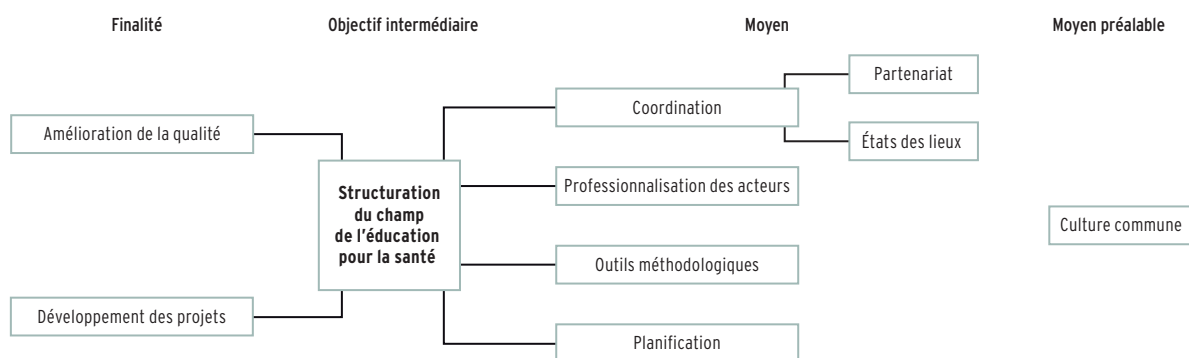 Finalité
Objectif intermédiaire
Moyen
Moyen préalable
Partenariat
Coordination
Amélioration de la qualité
États des lieux
Professionnalisation des acteurs
Structuration
du champ
de l'éducation
pour la santé
Culture commune
Outils méthodologiques
Développement des projets
Planification